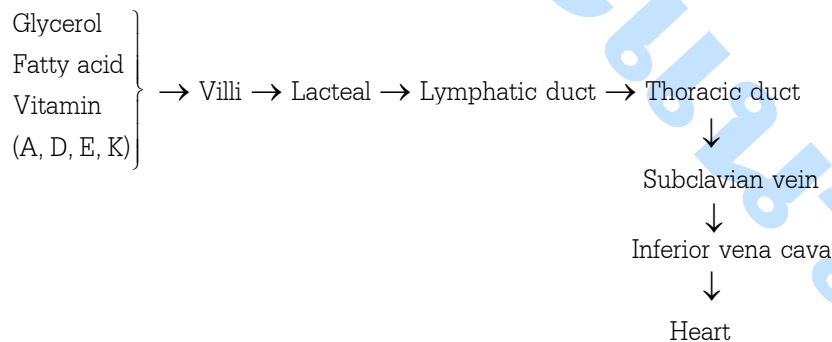 Glycerol
Fatty acid
Vitamin
(A, D, E, K)
→ Villi → Lacteal → Lymphatic duct → Thoracic duct
↓
Subclavian vein
↓
Inferior vena cava
↓
Heart